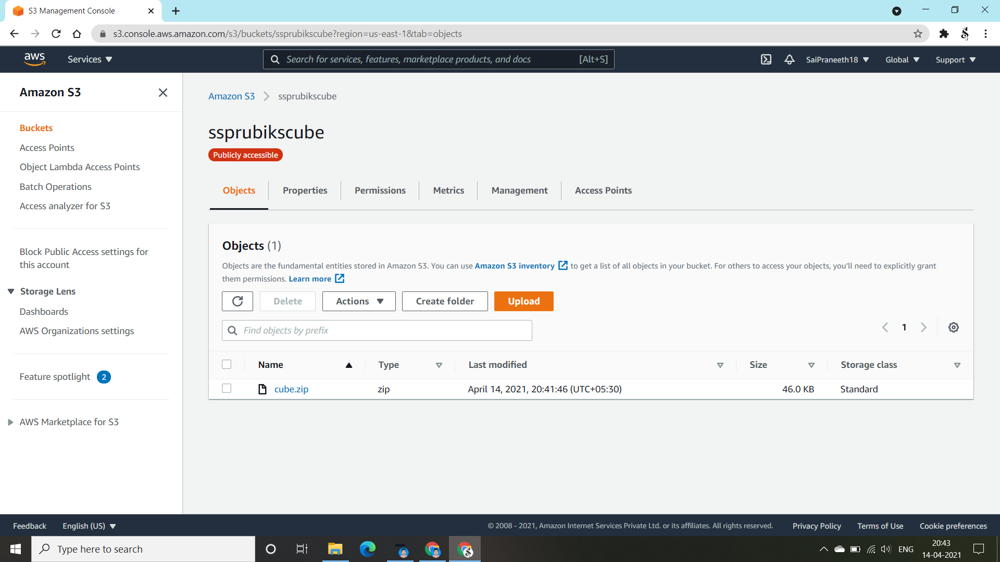 S3 Management Console
s3.console.aws.amazon.com/s3/buckets/ssprubikscube?region=us-east-1&tab=objects
aws
Services
Search for services, features, marketplace products, and docs [Alt+S]
SaiPraneeth18
Global
Support
Amazon S3
Buckets
Access Points
Object Lambda Access Points
Batch Operations
Access analyzer for S3
Block Public Access settings for
this account
Storage Lens
Dashboards
AWS Organizations settings
Feature spotlight 2
AWS Marketplace for S3
Amazon S3 ssprubikscube
ssprubikscube
Publicly accessible
Objects Properties Permissions Metrics Management Access Points
Objects (1)
Objects are the fundamental entities stored in Amazon S3. You can use Amazon S3 inventory to get a list of all objects in your bucket. For others to access your objects, you'll need to explicitly grant
them permissions. Learn more
Delete Actions Create folder Upload
Find objects by prefix
1
Name Type Last modified Size Storage class
cube.zip zip April 14, 2021, 20:41:46 (UTC+05:30) 46.0 KB Standard
Feedback English (US) © 2008 - 2021, Amazon Internet Services Private Ltd. or its affiliates. All rights reserved. Privacy Policy Terms of Use Cookie preferences
Type here to search
ENG
20:43
14-04-2021